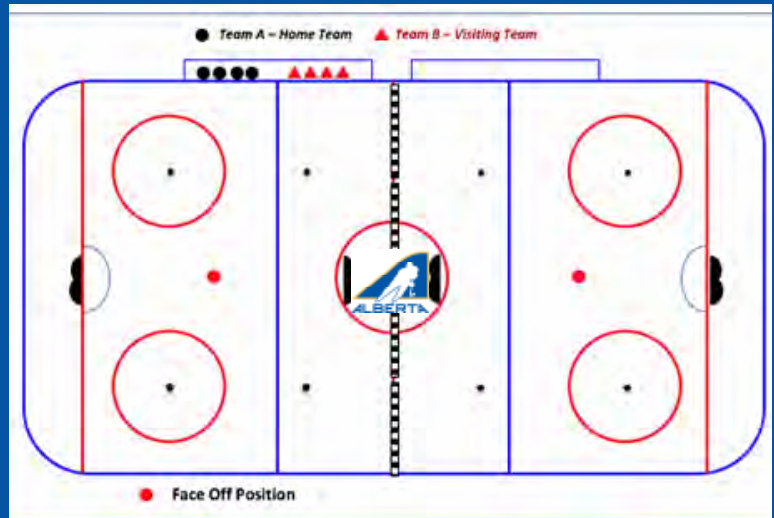 Team A – Home Team
Team B – Visiting Team
ALBERTA
Face Off Position